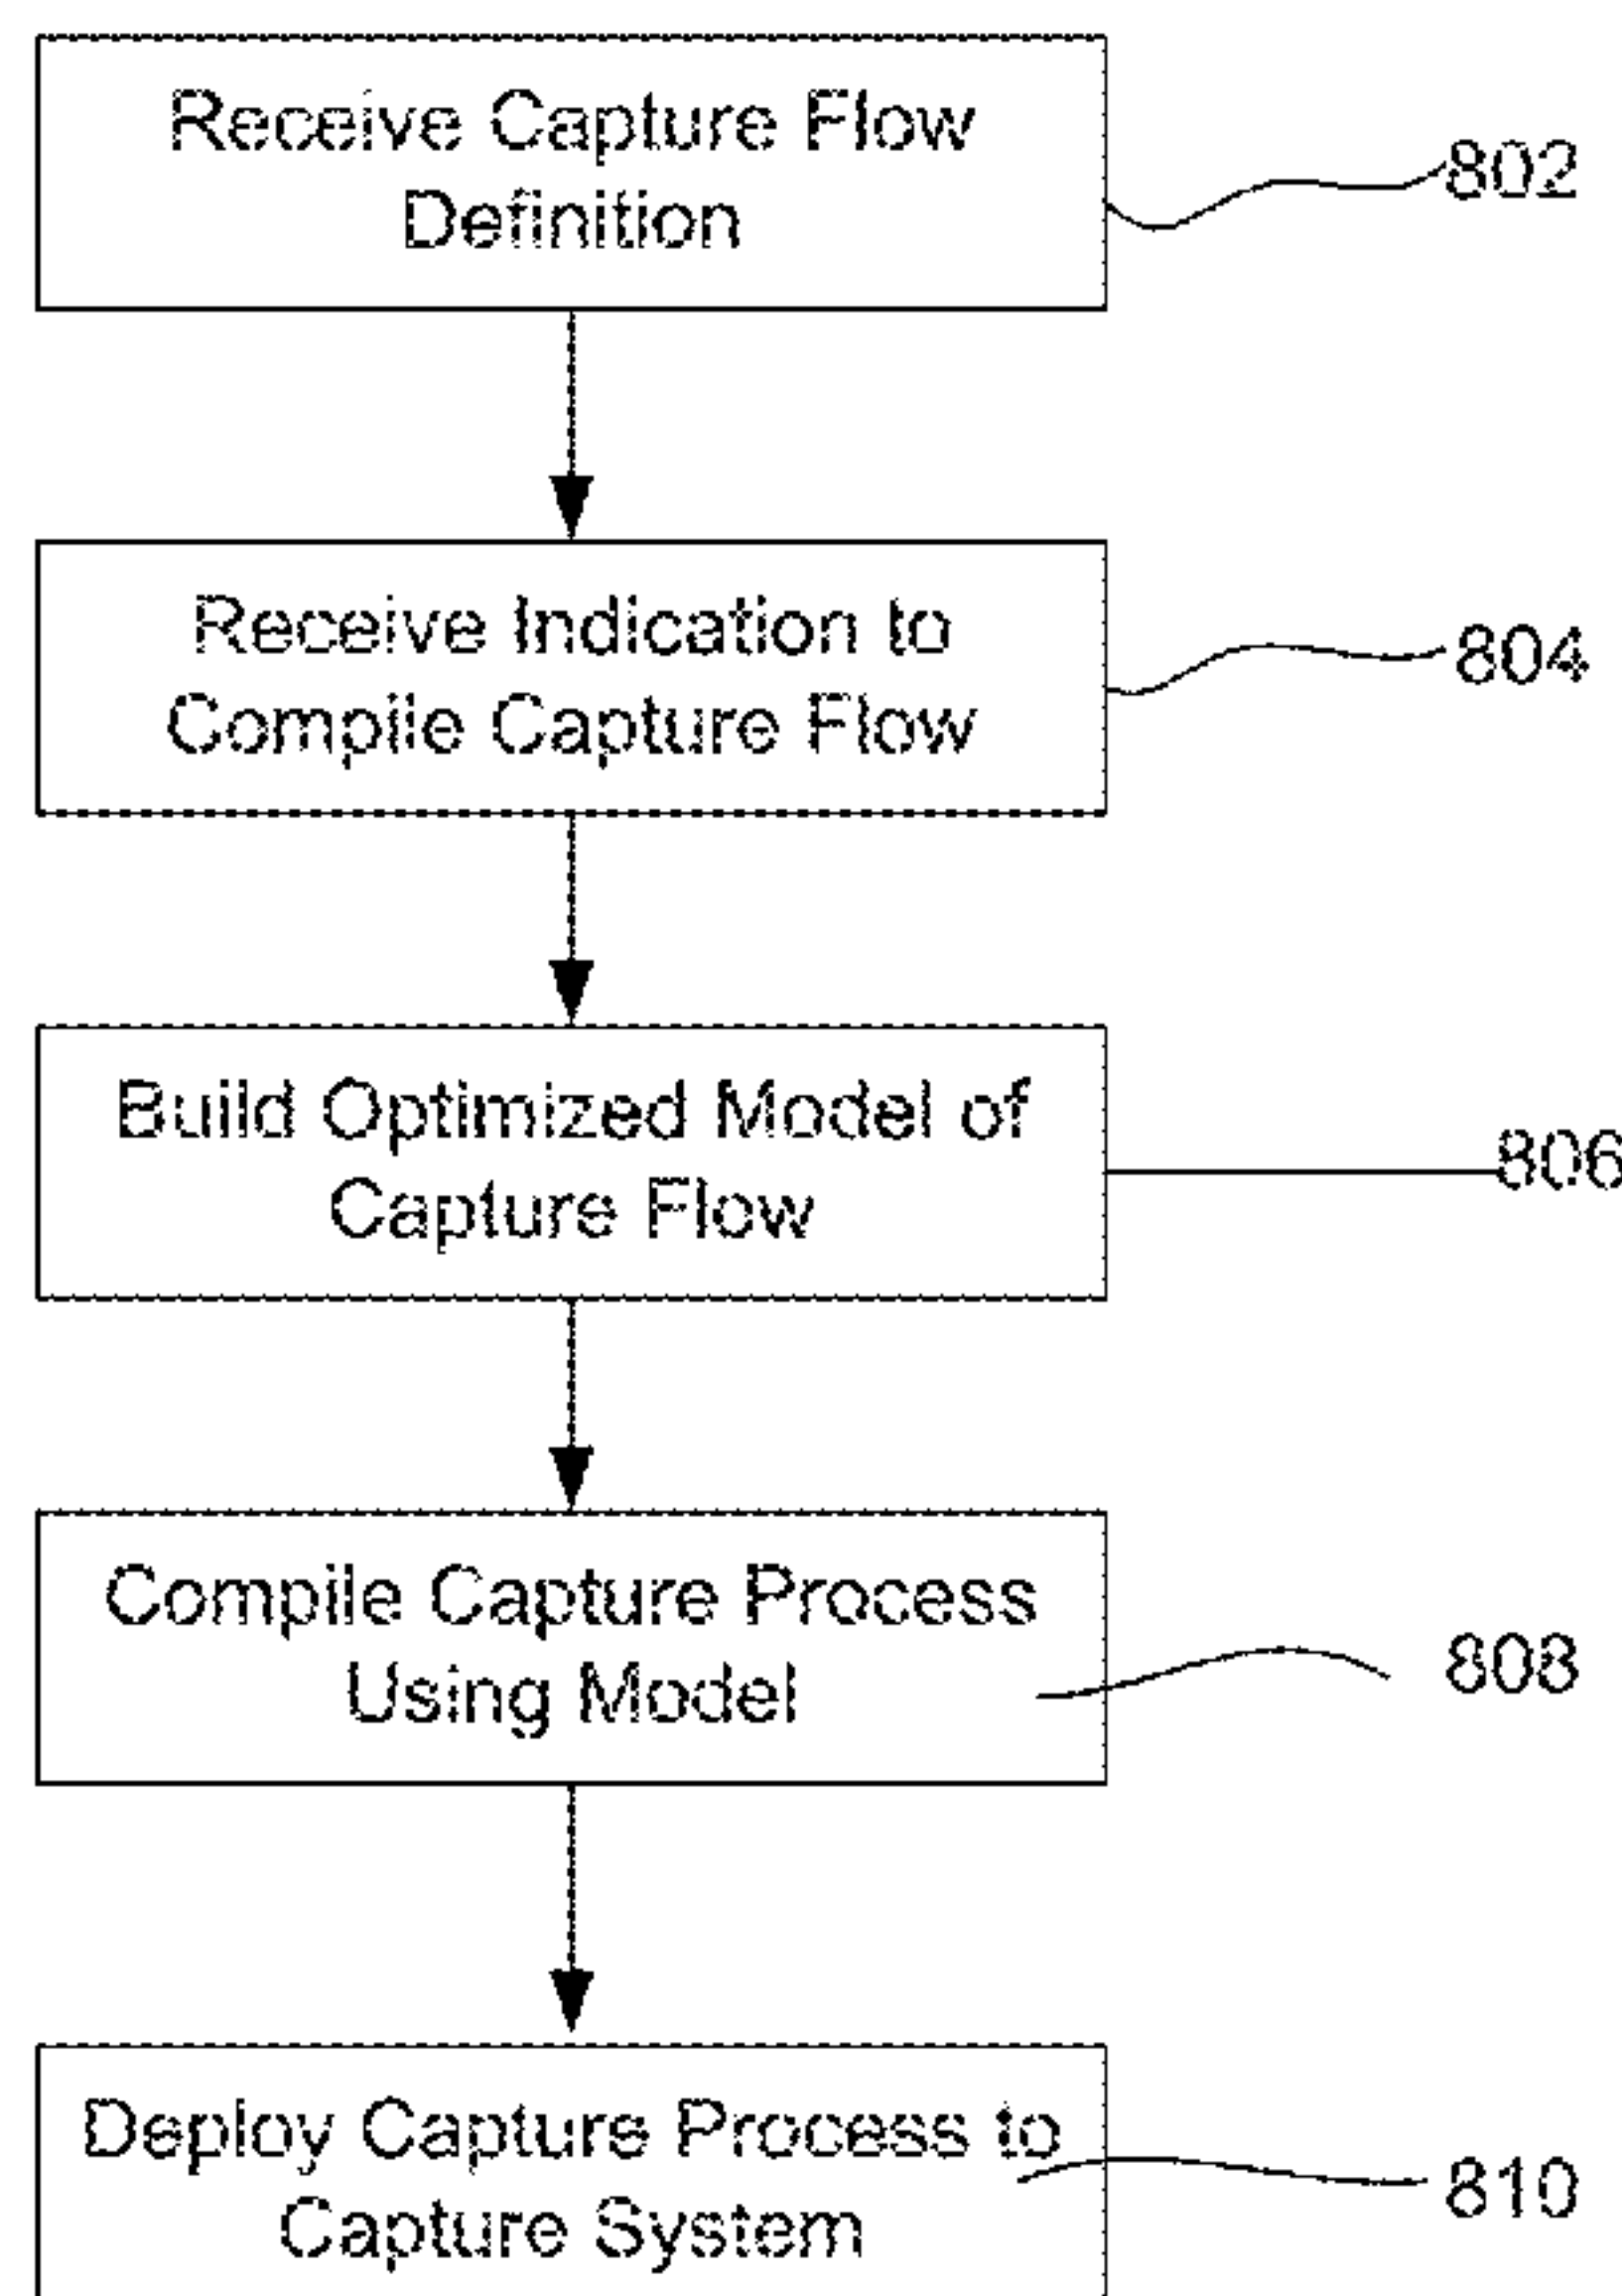 Receive Capture Flow
Definition
802
Receive Indication to
Compile Capture Flow
804
Build Optimized Model of
Capture Flow
806
Compile Capture Process
Using Model
808
Deploy Capture Process to
Capture System
810